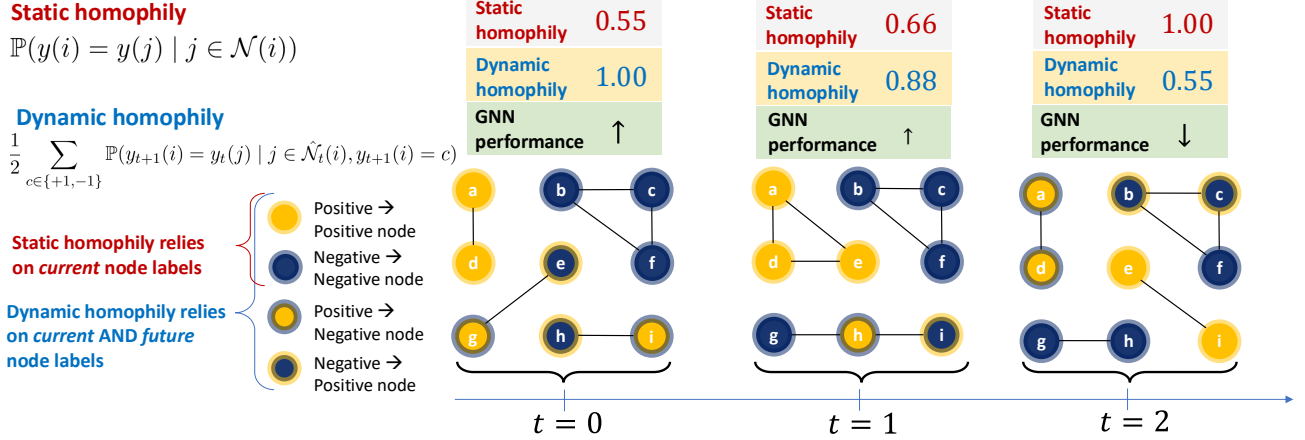 Static homophily
ℙ(y(i) = y(j) | j ∈ 𝒩(i))
Dynamic homophily
1/2 ∑_{c∈{+1,−1}} ℙ(y_{t+1}(i) = y_t(j) | j ∈ 𝒩̂_t(i), y_{t+1}(i) = c)
Static homophily relies
on current node labels
Dynamic homophily relies
on current AND future
node labels
Positive →
Positive node
Negative →
Negative node
Positive →
Negative node
Negative →
Positive node
Static
homophily
0.55
Dynamic
homophily
1.00
GNN
performance
↑
a
b
c
d
e
f
g
h
i
t = 0
Static
homophily
0.66
Dynamic
homophily
0.88
GNN
performance
↑
a
b
c
d
e
f
g
h
i
t = 1
Static
homophily
1.00
Dynamic
homophily
0.55
GNN
performance
↓
a
b
c
d
e
f
g
h
i
t = 2